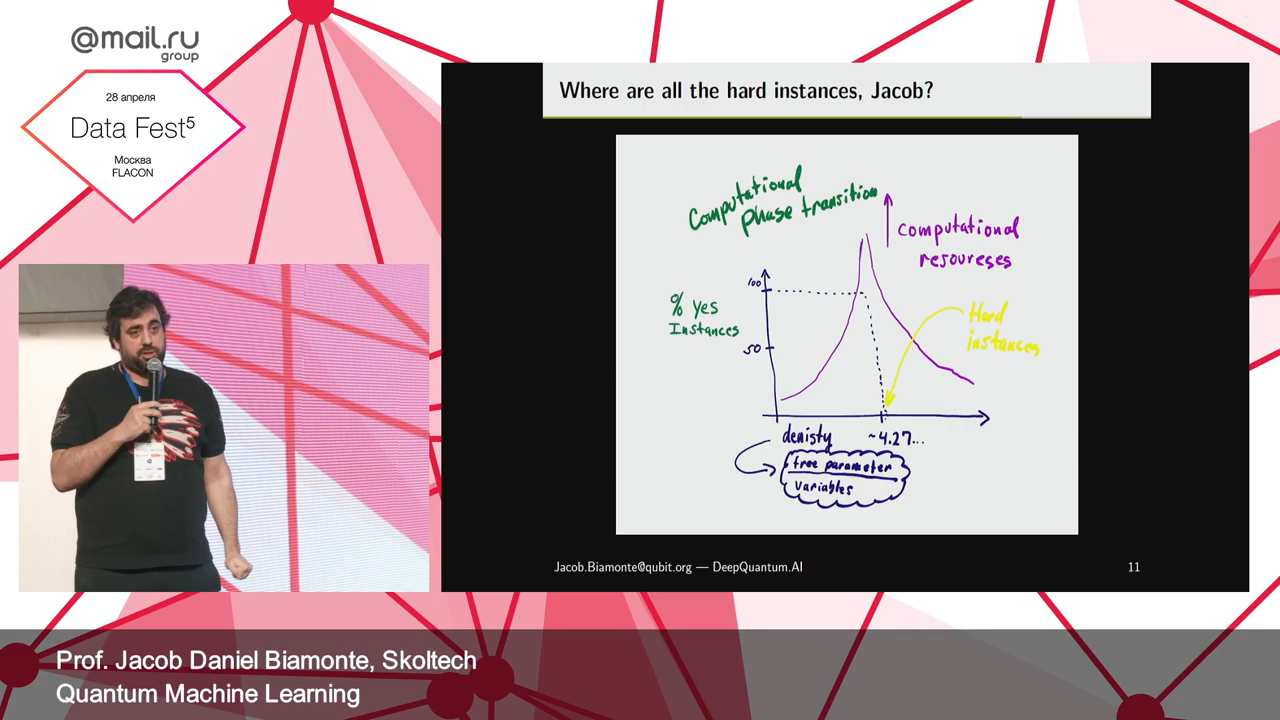 @mail.ru
group
28 апреля
Data Fest⁵
Москва
FLACON
Where are all the hard instances, Jacob?
Computational
phase transition
computational
resoureses
100
% yes
Instances
50
Hard
instances
denisty
~4.27...
free parameter
variables
Jacob.Biamonte@qubit.org — DeepQuantum.AI
11
Prof. Jacob Daniel Biamonte, Skoltech
Quantum Machine Learning